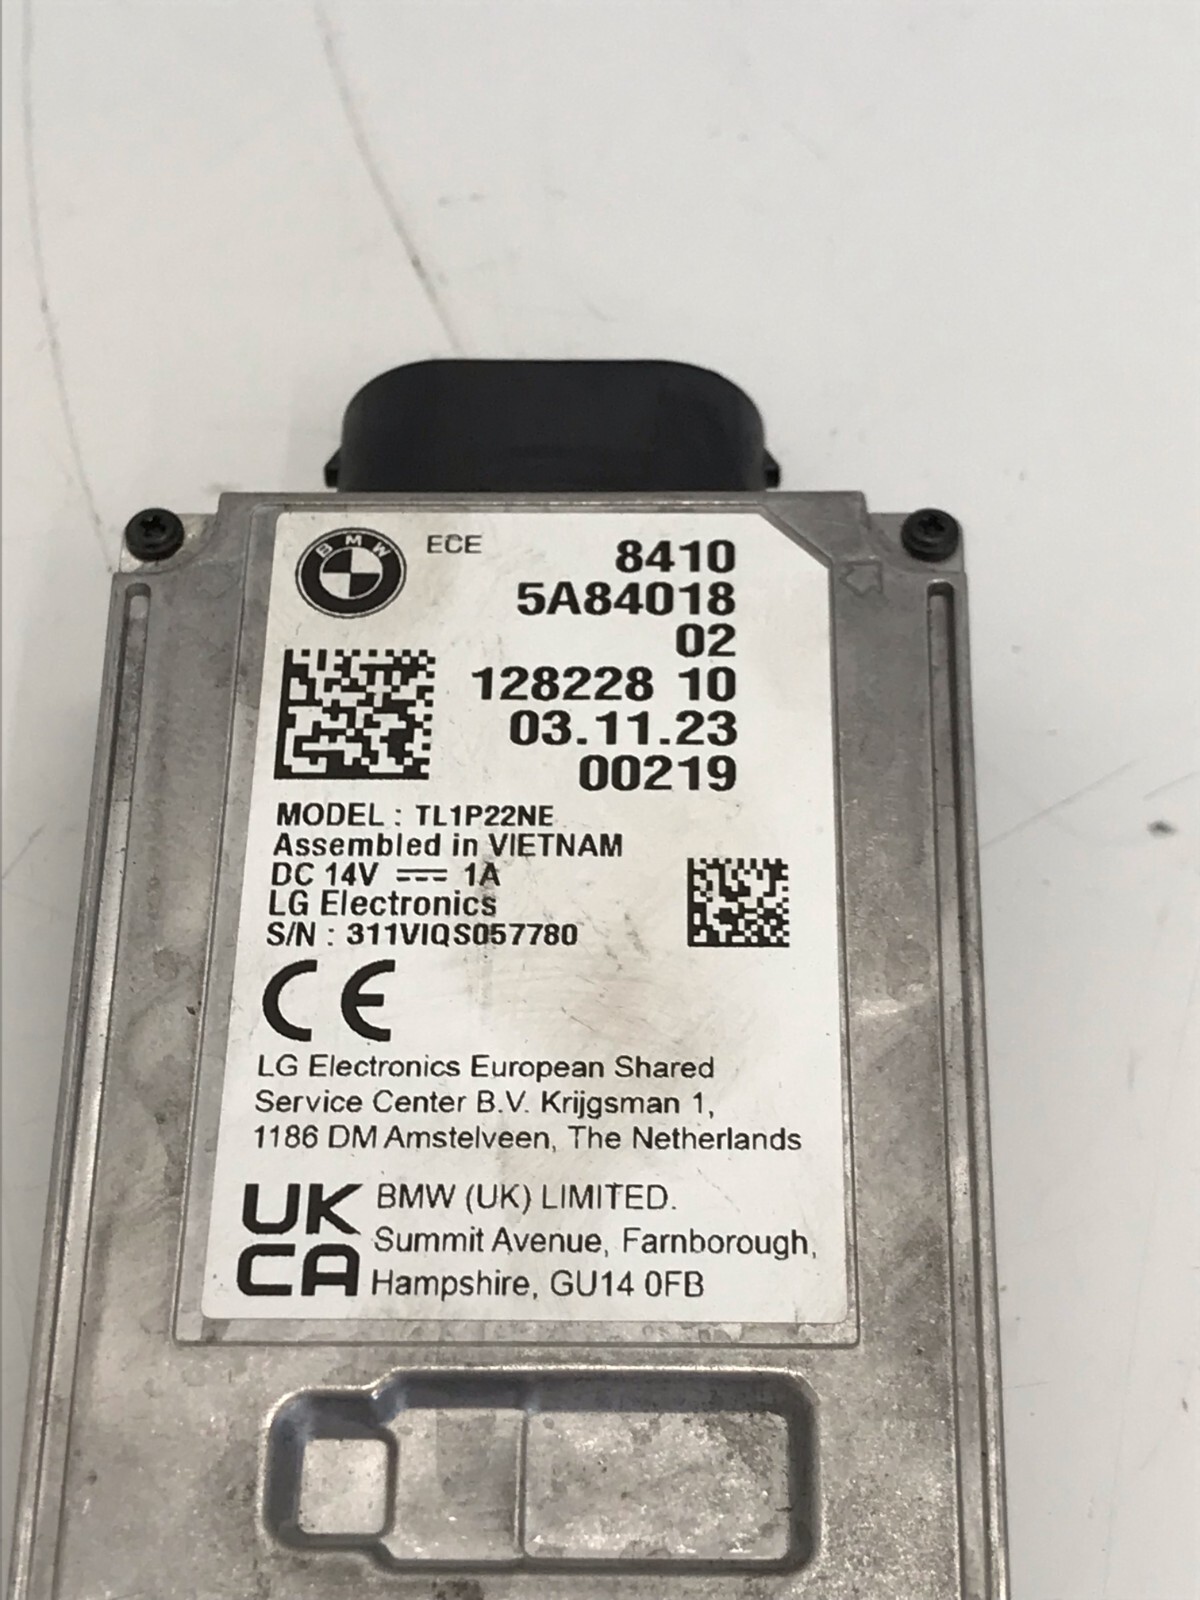 BMW
ECE
8410
5A84018
02
128228 10
03.11.23
00219
MODEL : TL1P22NE
Assembled in VIETNAM
DC 14V ⎓ 1A
LG Electronics
S/N : 311VIQS057780
CE
LG Electronics European Shared
Service Center B.V. Krijgsman 1,
1186 DM Amstelveen, The Netherlands
UK
CA
BMW (UK) LIMITED.
Summit Avenue, Farnborough,
Hampshire, GU14 0FB